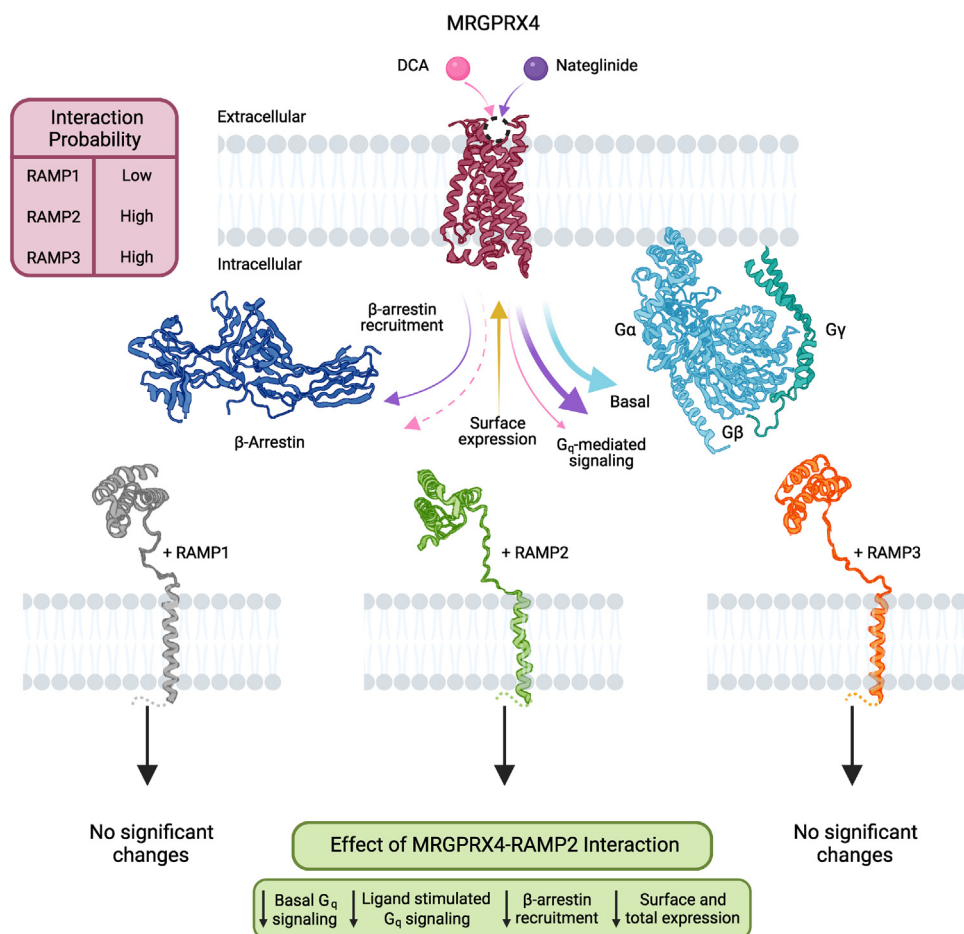 MRGPRX4
DCA
Nateglinide
Interaction
Probability
RAMP1 Low
RAMP2 High
RAMP3 High
Extracellular
Intracellular
β-arrestin
recruitment
Gα
Gγ
Gβ
Basal
β-Arrestin
Surface
expression
Gq-mediated
signaling
+ RAMP1
+ RAMP2
+ RAMP3
No significant
changes
Effect of MRGPRX4-RAMP2 Interaction
No significant
changes
↓ Basal Gq
signaling
↓ Ligand stimulated
Gq signaling
↓ β-arrestin
recruitment
↓ Surface and
total expression